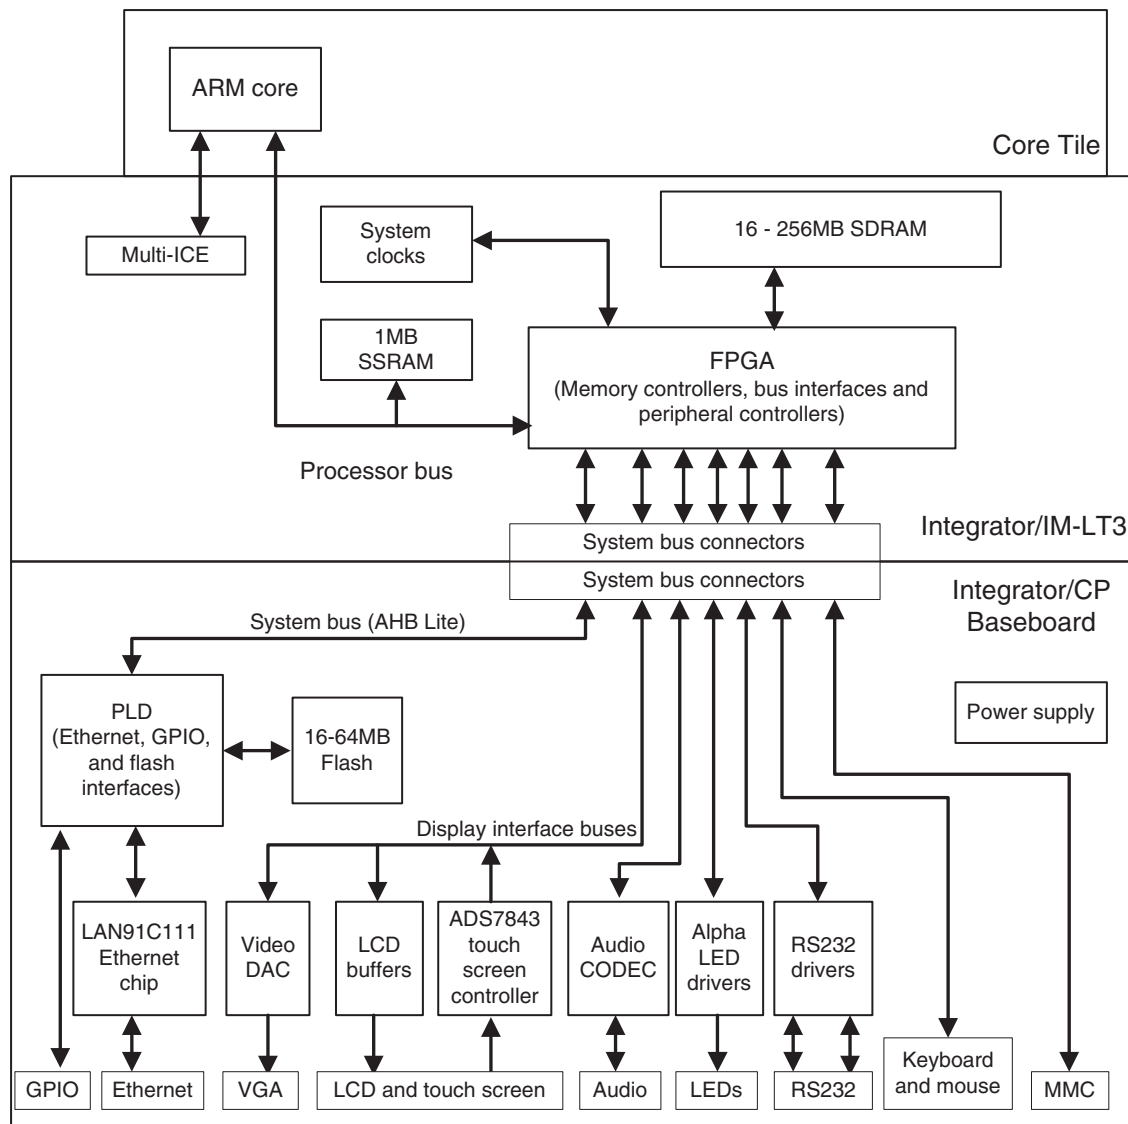 ARM core
Core Tile
Multi-ICE
System
clocks
16 - 256MB SDRAM
1MB
SSRAM
FPGA
(Memory controllers, bus interfaces and
peripheral controllers)
Processor bus
System bus connectors
Integrator/IM-LT3
System bus connectors
Integrator/CP
Baseboard
System bus (AHB Lite)
PLD
(Ethernet, GPIO,
and flash
interfaces)
16-64MB
Flash
Power supply
Display interface buses
LAN91C111
Ethernet
chip
Video
DAC
LCD
buffers
ADS7843
touch
screen
controller
Audio
CODEC
Alpha
LED
drivers
RS232
drivers
GPIO
Ethernet
VGA
LCD and touch screen
Audio
LEDs
RS232
Keyboard
and mouse
MMC